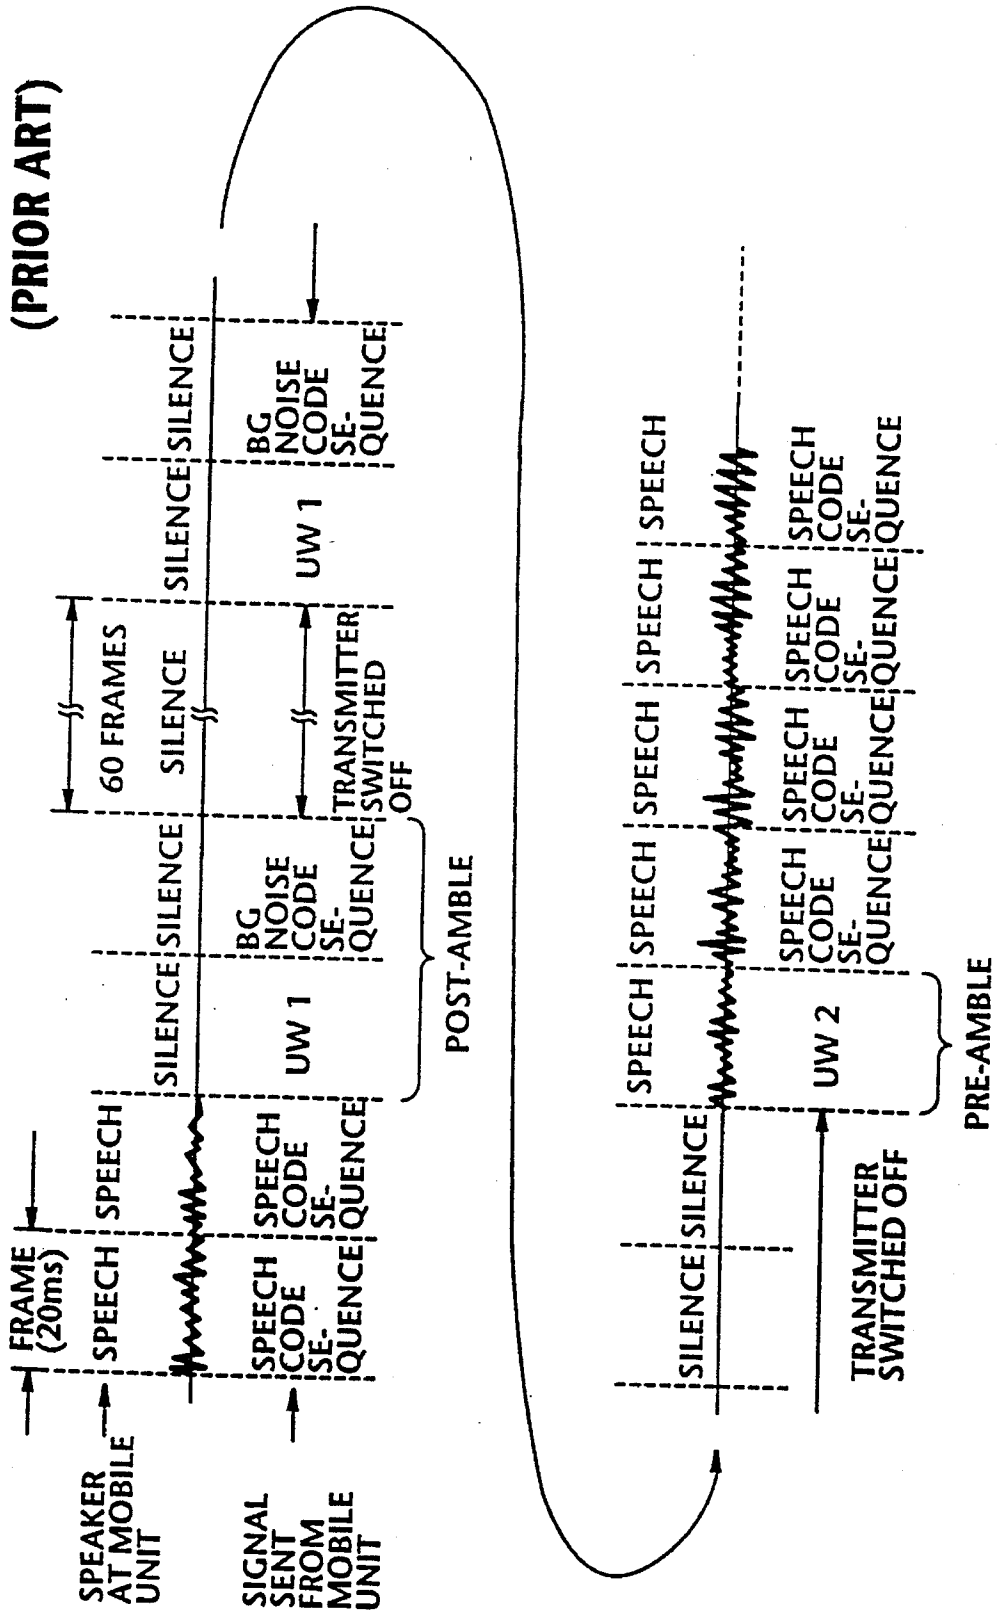 (PRIOR ART)
FRAME
(20ms)
60 FRAMES
SPEAKER
AT MOBILE
UNIT
SPEECH
SPEECH
SILENCE
SILENCE
SILENCE
SILENCE
SILENCE
SIGNAL
SENT
FROM
MOBILE
UNIT
SPEECH
CODE
SE-
QUENCE
SPEECH
CODE
SE-
QUENCE
UW 1
BG
NOISE
CODE
SE-
QUENCE
TRANSMITTER
SWITCHED
OFF
UW 1
BG
NOISE
CODE
SE-
QUENCE
POST-AMBLE
SILENCE
SILENCE
SPEECH
SPEECH
SPEECH
SPEECH
SPEECH
TRANSMITTER
SWITCHED OFF
UW 2
SPEECH
CODE
SE-
QUENCE
SPEECH
CODE
SE-
QUENCE
SPEECH
CODE
SE-
QUENCE
SPEECH
CODE
SE-
QUENCE
PRE-AMBLE